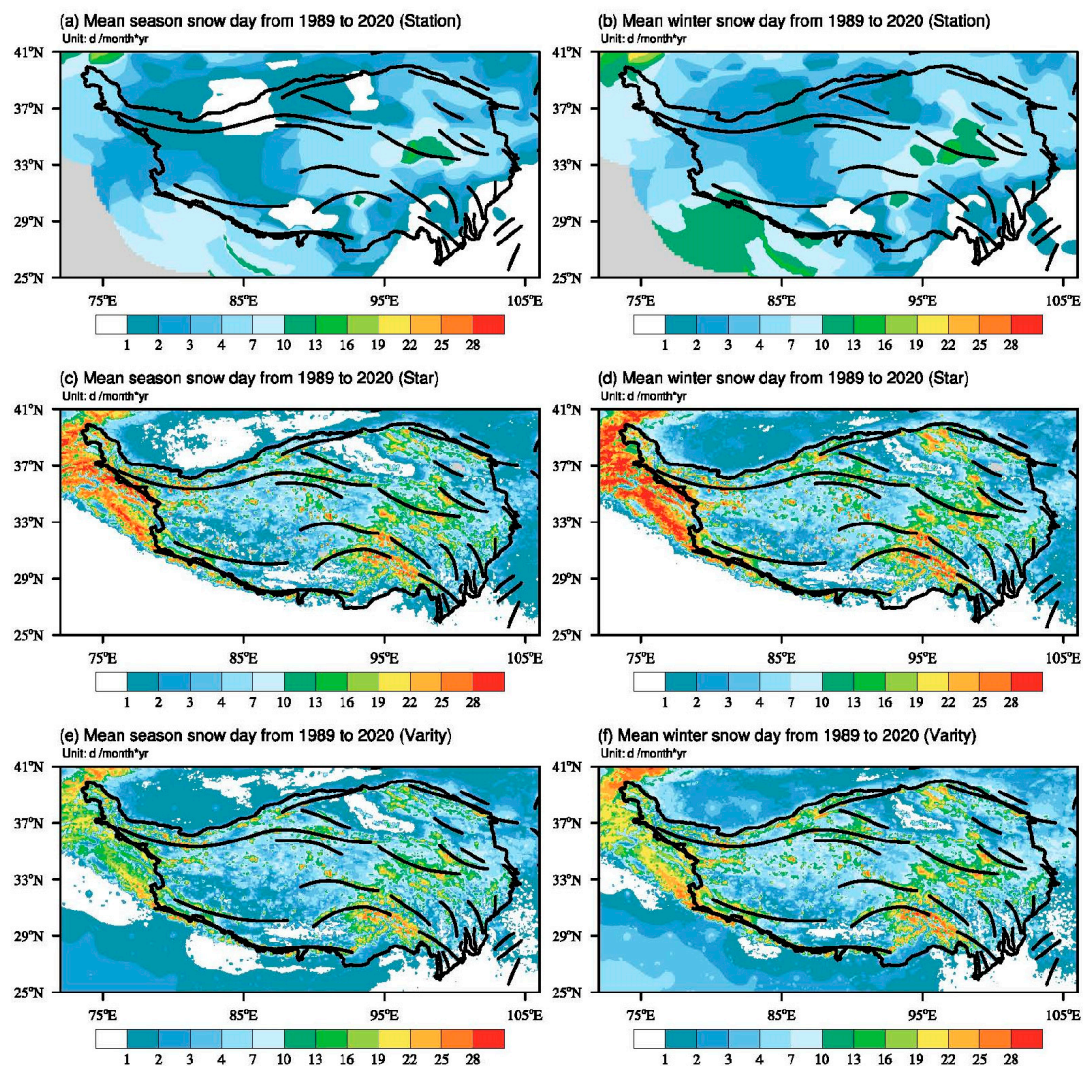 (a) Mean season snow day from 1989 to 2020 (Station)
Unit: d /month*yr
41°N
37°N
33°N
29°N
25°N
75°E 85°E 95°E 105°E
1 2 3 4 7 10 13 16 19 22 25 28
(b) Mean winter snow day from 1989 to 2020 (Station)
Unit: d /month*yr
41°N
37°N
33°N
29°N
25°N
75°E 85°E 95°E 105°E
1 2 3 4 7 10 13 16 19 22 25 28
(c) Mean season snow day from 1989 to 2020 (Star)
Unit: d /month*yr
41°N
37°N
33°N
29°N
25°N
75°E 85°E 95°E 105°E
1 2 3 4 7 10 13 16 19 22 25 28
(d) Mean winter snow day from 1989 to 2020 (Star)
Unit: d /month*yr
41°N
37°N
33°N
29°N
25°N
75°E 85°E 95°E 105°E
1 2 3 4 7 10 13 16 19 22 25 28
(e) Mean season snow day from 1989 to 2020 (Varity)
Unit: d /month*yr
41°N
37°N
33°N
29°N
25°N
75°E 85°E 95°E 105°E
1 2 3 4 7 10 13 16 19 22 25 28
(f) Mean winter snow day from 1989 to 2020 (Varity)
Unit: d /month*yr
41°N
37°N
33°N
29°N
25°N
75°E 85°E 95°E 105°E
1 2 3 4 7 10 13 16 19 22 25 28